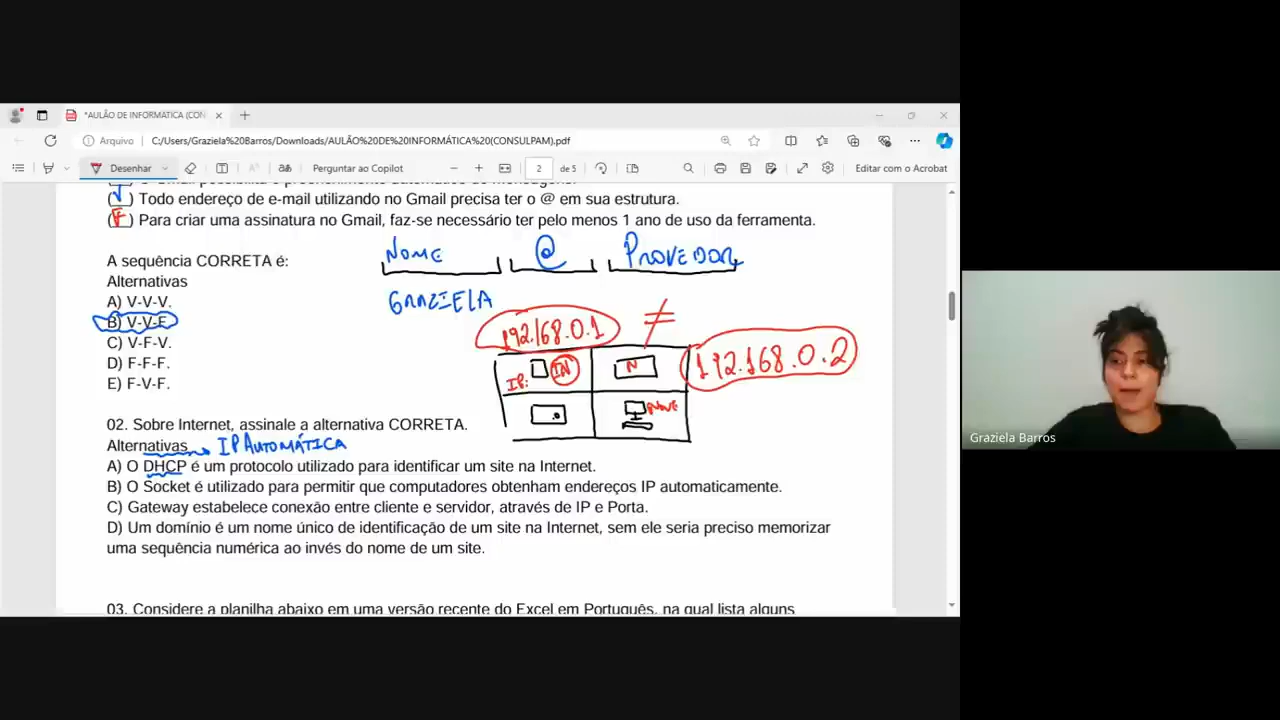 *AULÃO DE INFORMÁTICA (CON
Arquivo C:/Users/Graziela%20Barros/Downloads/AULÃO%20DE%20INFORMÁTICA%20(CONSULPAM).pdf
Desenhar Perguntar ao Copilot 2 de 5 Editar com o Acrobat
(V) Todo endereço de e-mail utilizando no Gmail precisa ter o @ em sua estrutura.
(F) Para criar uma assinatura no Gmail, faz-se necessário ter pelo menos 1 ano de uso da ferramenta.
NOME @ PROVEDOR
A sequência CORRETA é:
Alternativas
A) V-V-V.
GRAZIELA
B) V-V-F.
192.168.0.1 ≠
C) V-F-V.
192.168.0.2
D) F-F-F.
IP: IN N
E) F-V-F.
NOVE
02. Sobre Internet, assinale a alternativa CORRETA.
Alternativas IP AUTOMÁTICA
A) O DHCP é um protocolo utilizado para identificar um site na Internet.
B) O Socket é utilizado para permitir que computadores obtenham endereços IP automaticamente.
C) Gateway estabelece conexão entre cliente e servidor, através de IP e Porta.
D) Um domínio é um nome único de identificação de um site na Internet, sem ele seria preciso memorizar
uma sequência numérica ao invés do nome de um site.
03. Considere a planilha abaixo em uma versão recente do Excel em Português, na qual lista alguns
Graziela Barros